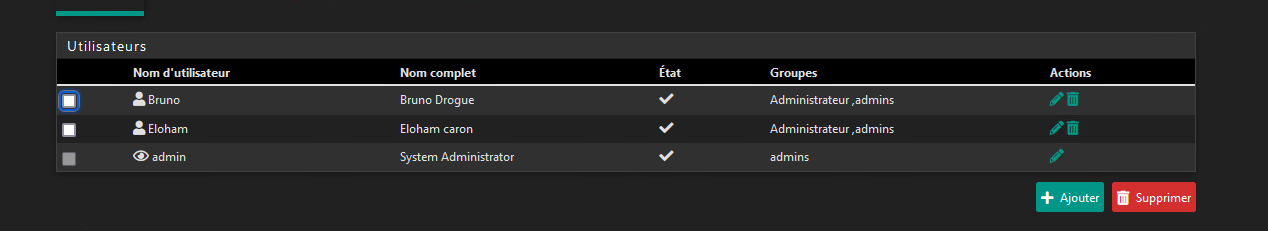 Utilisateurs
Nom d'utilisateur Nom complet État Groupes Actions
Bruno Bruno Drogue Administrateur ,admins
Eloham Eloham caron Administrateur ,admins
admin System Administrator admins
Ajouter Supprimer